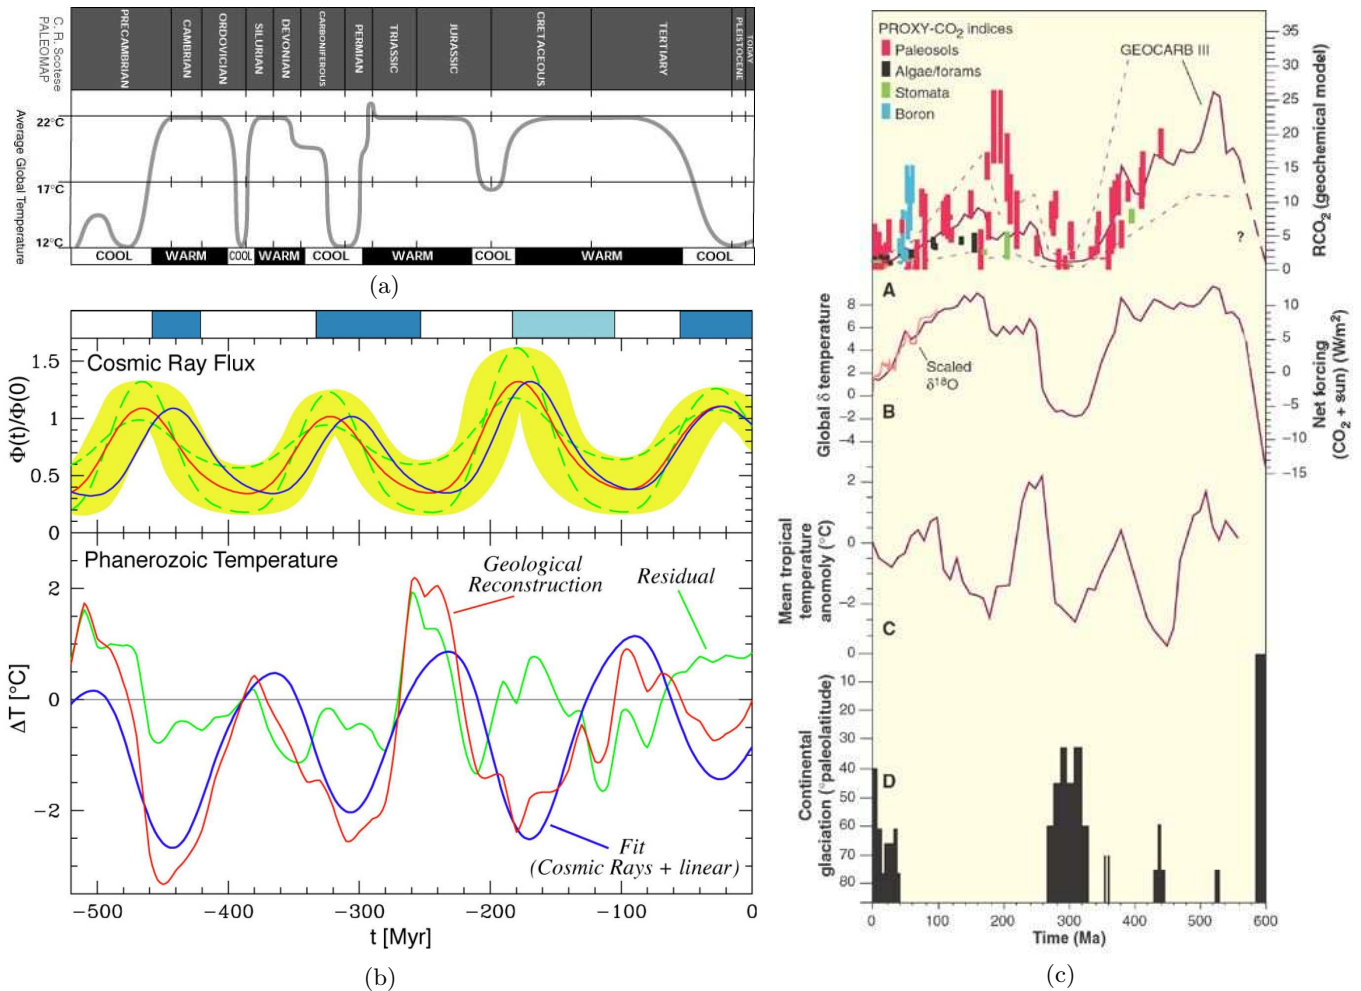 C. R. Scotese
PALEOMAP
PRECAMBRIAN
CAMBRIAN
ORDOVICIAN
SILURIAN
DEVONIAN
CARBONIFEROUS
PERMIAN
TRIASSIC
JURASSIC
CRETACEOUS
TERTIARY
PLEISTOCENE
TODAY
Average Global Temperature
22°C
17°C
12°C
COOL WARM COOL WARM COOL WARM COOL WARM COOL
(a)
Cosmic Ray Flux
Φ(t)/Φ(0)
1.5
1
0.5
0
Phanerozoic Temperature
Geological
Reconstruction
Residual
Fit
(Cosmic Rays + linear)
ΔT [°C]
2
0
−2
−500 −400 −300 −200 −100 0
t [Myr]
(b)
PROXY-CO2 indices
Paleosols
Algae/forams
Stomata
Boron
GEOCARB III
?
35
30
25
20
15
10
5
0
RCO2 (geochemical model)
A
Global δ temperature
8
6
4
2
0
−2
−4
Scaled
δ18O
B
10
5
0
−5
−10
−15
Net forcing
(CO2 + sun) (W/m2)
Mean tropical
temperature
anomoly (°C)
2
0
−2
C
Continental
glaciation (°paleolatitude)
0
10
20
30
40
50
60
70
80
D
0 100 200 300 400 500 600
Time (Ma)
(c)